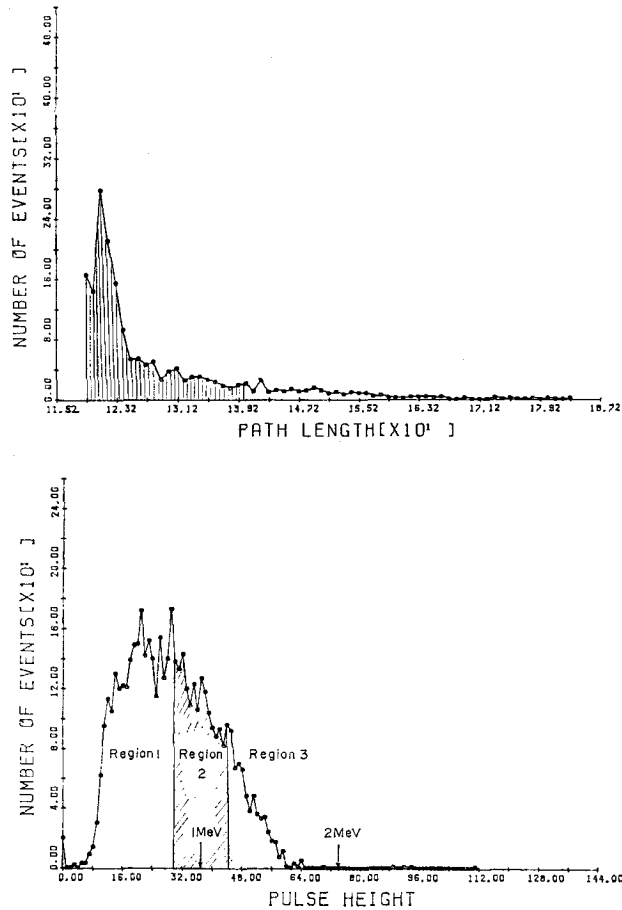 NUMBER OF EVENTS[X10¹ ]
48.00
40.00
32.00
24.00
16.00
8.00
0.00
11.52 12.32 13.12 13.92 14.72 15.52 16.32 17.12 17.92 18.72
PATH LENGTH[X10¹ ]
NUMBER OF EVENTS[X10¹ ]
24.00
20.00
16.00
12.00
8.00
4.00
0.00
Region 1
Region
2
Region 3
1MeV
2MeV
0.00 16.00 32.00 48.00 64.00 80.00 96.00 112.00 128.00 144.00
PULSE HEIGHT